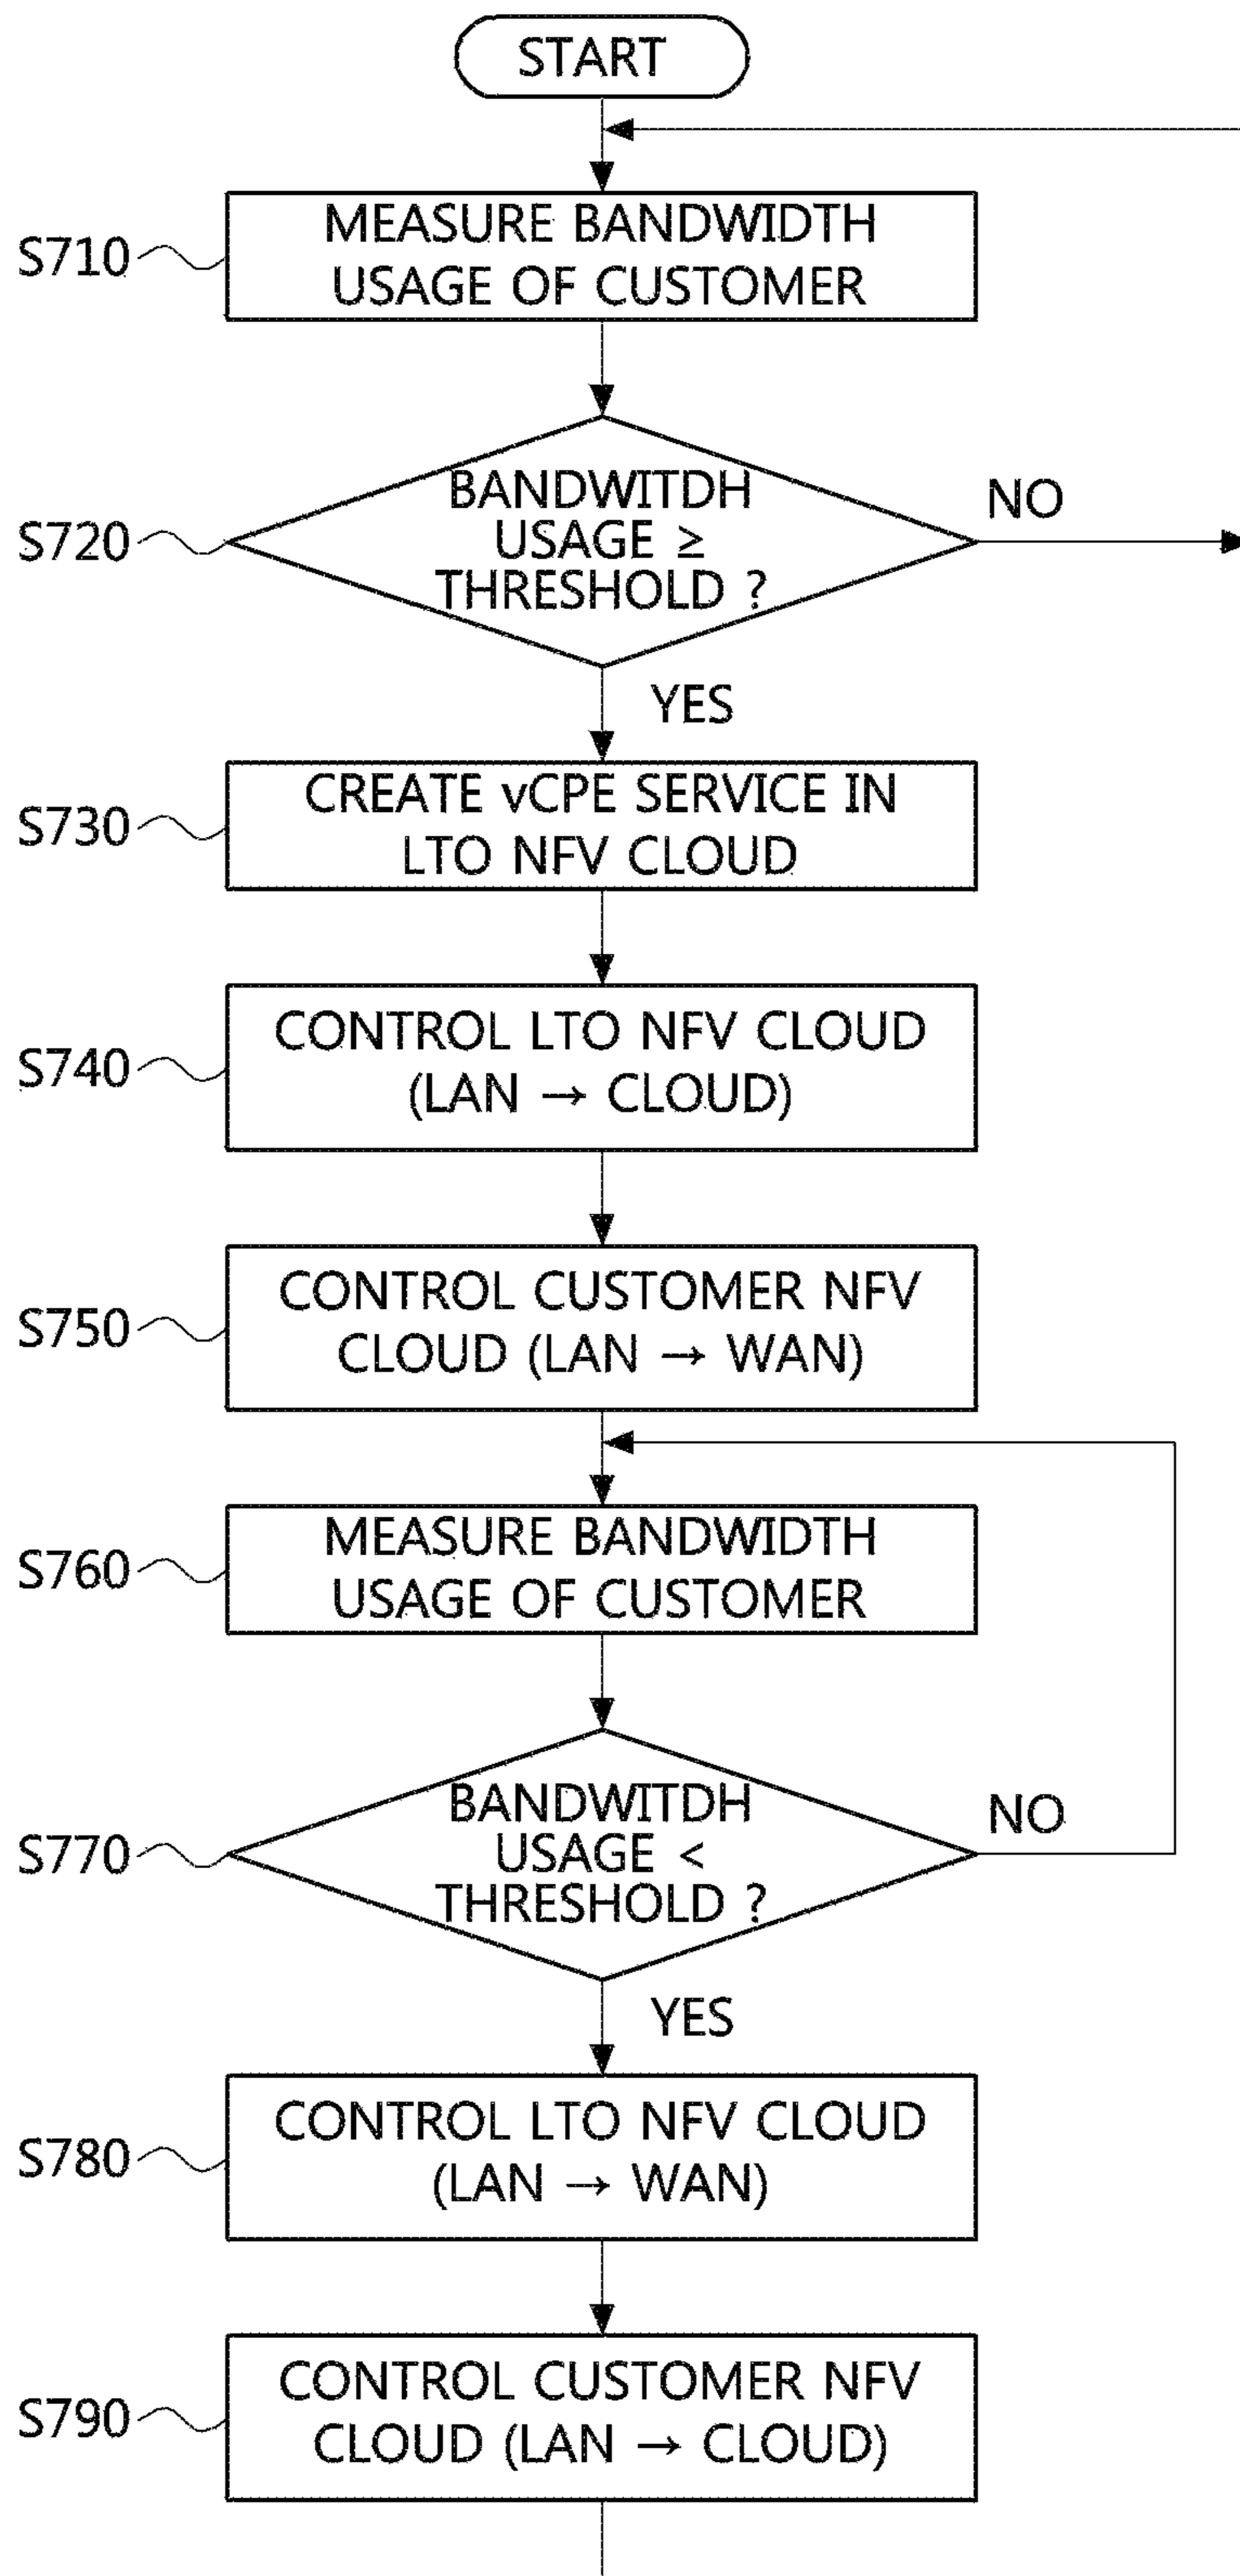 START
S710
MEASURE BANDWIDTH
USAGE OF CUSTOMER
S720
BANDWITDH
USAGE ≥
THRESHOLD ?
NO
YES
S730
CREATE vCPE SERVICE IN
LTO NFV CLOUD
S740
CONTROL LTO NFV CLOUD
(LAN → CLOUD)
S750
CONTROL CUSTOMER NFV
CLOUD (LAN → WAN)
S760
MEASURE BANDWIDTH
USAGE OF CUSTOMER
S770
BANDWITDH
USAGE <
THRESHOLD ?
NO
YES
S780
CONTROL LTO NFV CLOUD
(LAN → WAN)
S790
CONTROL CUSTOMER NFV
CLOUD (LAN → CLOUD)